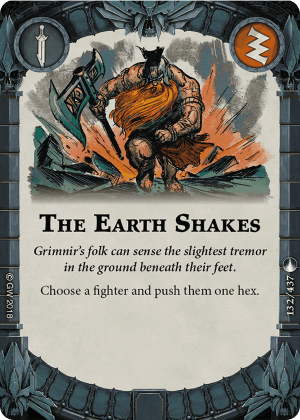 The Earth Shakes
Grimnir's folk can sense the slightest tremor
in the ground beneath their feet.
Choose a fighter and push them one hex.
© GW 2018
132/437